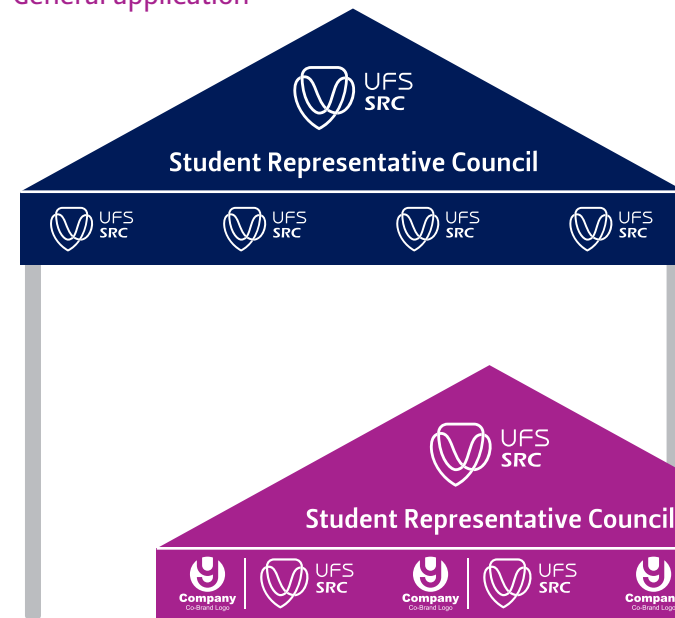 General application
UFS
SRC
Student Representative Council
UFS
SRC
UFS
SRC
UFS
SRC
UFS
SRC
UFS
SRC
Student Representative Council
Company
Co-Brand Logo
UFS
SRC
Company
Co-Brand Logo
UFS
SRC
Compan
Co-Brand Logo